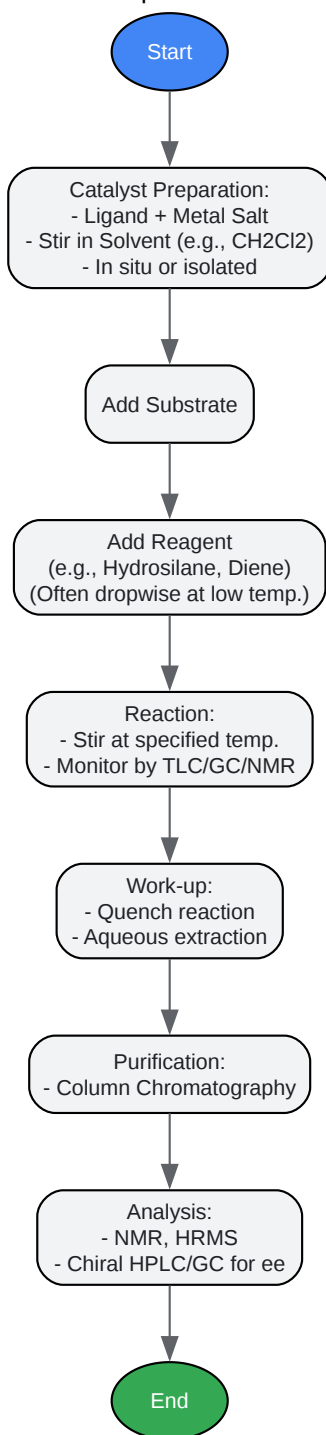 Start
Catalyst Preparation:
- Ligand + Metal Salt
- Stir in Solvent (e.g., CH2Cl2)
- In situ or isolated
Add Substrate
Add Reagent
(e.g., Hydrosilane, Diene)
(Often dropwise at low temp.)
Reaction:
- Stir at specified temp.
- Monitor by TLC/GC/NMR
Work-up:
- Quench reaction
- Aqueous extraction
Purification:
- Column Chromatography
Analysis:
- NMR, HRMS
- Chiral HPLC/GC for ee
End